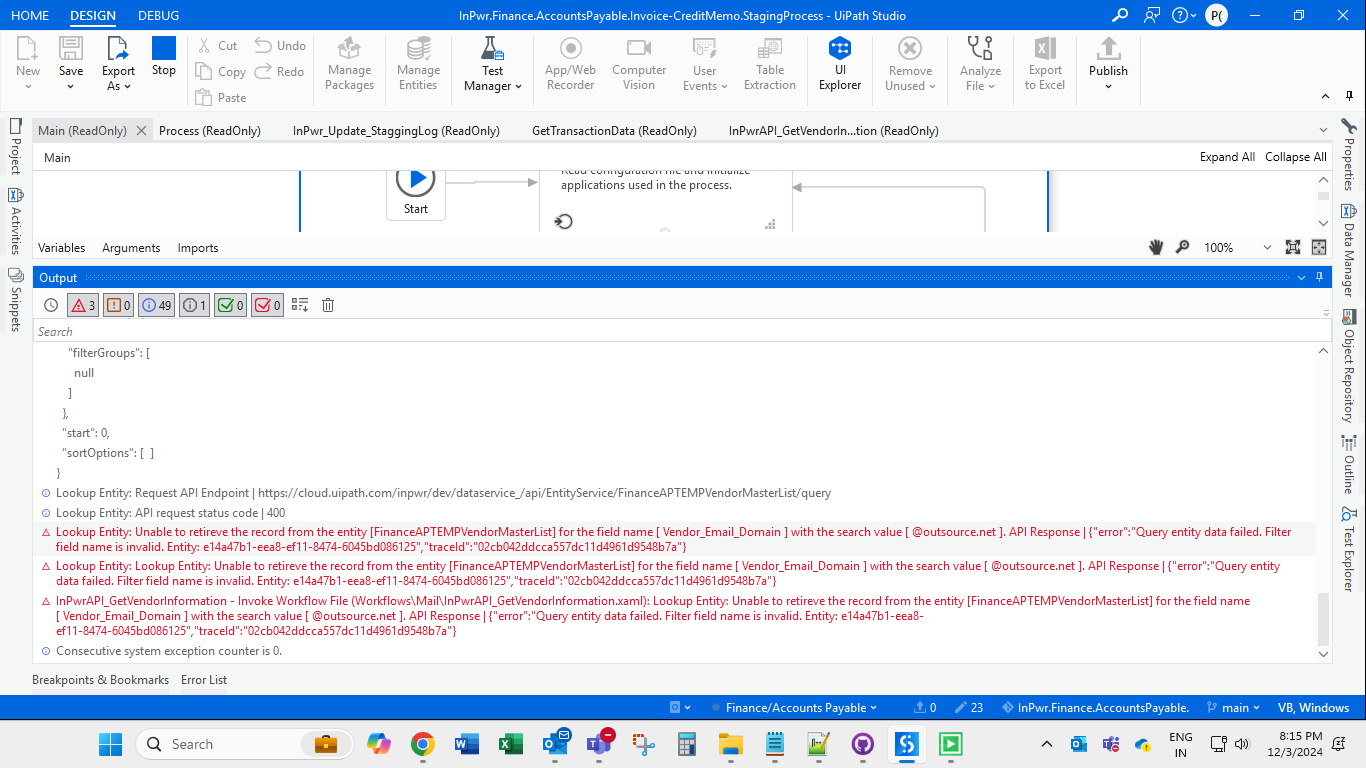 HOME DESIGN DEBUG
InPwr.Finance.AccountsPayable.Invoice-CreditMemo.StagingProcess - UiPath Studio
P(
New
Save
Export As
Stop
Cut
Copy
Paste
Undo
Redo
Manage Packages
Manage Entities
Test Manager
App/Web Recorder
Computer Vision
User Events
Table Extraction
UI Explorer
Remove Unused
Analyze File
Export to Excel
Publish
Main (ReadOnly)
Process (ReadOnly)
InPwr_Update_StaggingLog (ReadOnly)
GetTransactionData (ReadOnly)
InPwrAPI_GetVendorIn...tion (ReadOnly)
Project
Activities
Snippets
Main
Expand All Collapse All
Start
Read configuration file and initialize
applications used in the process.
Variables Arguments Imports
100%
Output
3
0
49
1
0
0
Search
"filterGroups": [
null
]
},
"start": 0,
"sortOptions": [ ]
}
Lookup Entity: Request API Endpoint | https://cloud.uipath.com/inpwr/dev/dataservice_/api/EntityService/FinanceAPTEMPVendorMasterList/query
Lookup Entity: API request status code | 400
Lookup Entity: Unable to retireve the record from the entity [FinanceAPTEMPVendorMasterList] for the field name [ Vendor_Email_Domain ] with the search value [ @outsource.net ]. API Response | {"error":"Query entity data failed. Filter
field name is invalid. Entity: e14a47b1-eea8-ef11-8474-6045bd086125","traceId":"02cb042ddcca557dc11d4961d9548b7a"}
Lookup Entity: Lookup Entity: Unable to retireve the record from the entity [FinanceAPTEMPVendorMasterList] for the field name [ Vendor_Email_Domain ] with the search value [ @outsource.net ]. API Response | {"error":"Query entity
data failed. Filter field name is invalid. Entity: e14a47b1-eea8-ef11-8474-6045bd086125","traceId":"02cb042ddcca557dc11d4961d9548b7a"}
InPwrAPI_GetVendorInformation - Invoke Workflow File (Workflows\Mail\InPwrAPI_GetVendorInformation.xaml): Lookup Entity: Unable to retireve the record from the entity [FinanceAPTEMPVendorMasterList] for the field name
[ Vendor_Email_Domain ] with the search value [ @outsource.net ]. API Response | {"error":"Query entity data failed. Filter field name is invalid. Entity: e14a47b1-eea8-
ef11-8474-6045bd086125","traceId":"02cb042ddcca557dc11d4961d9548b7a"}
Consecutive system exception counter is 0.
Properties
Data Manager
Object Repository
Outline
Test Explorer
Breakpoints & Bookmarks Error List
Finance/Accounts Payable
0
23
InPwr.Finance.AccountsPayable.
main
VB, Windows
Search
ENG
IN
8:15 PM
12/3/2024